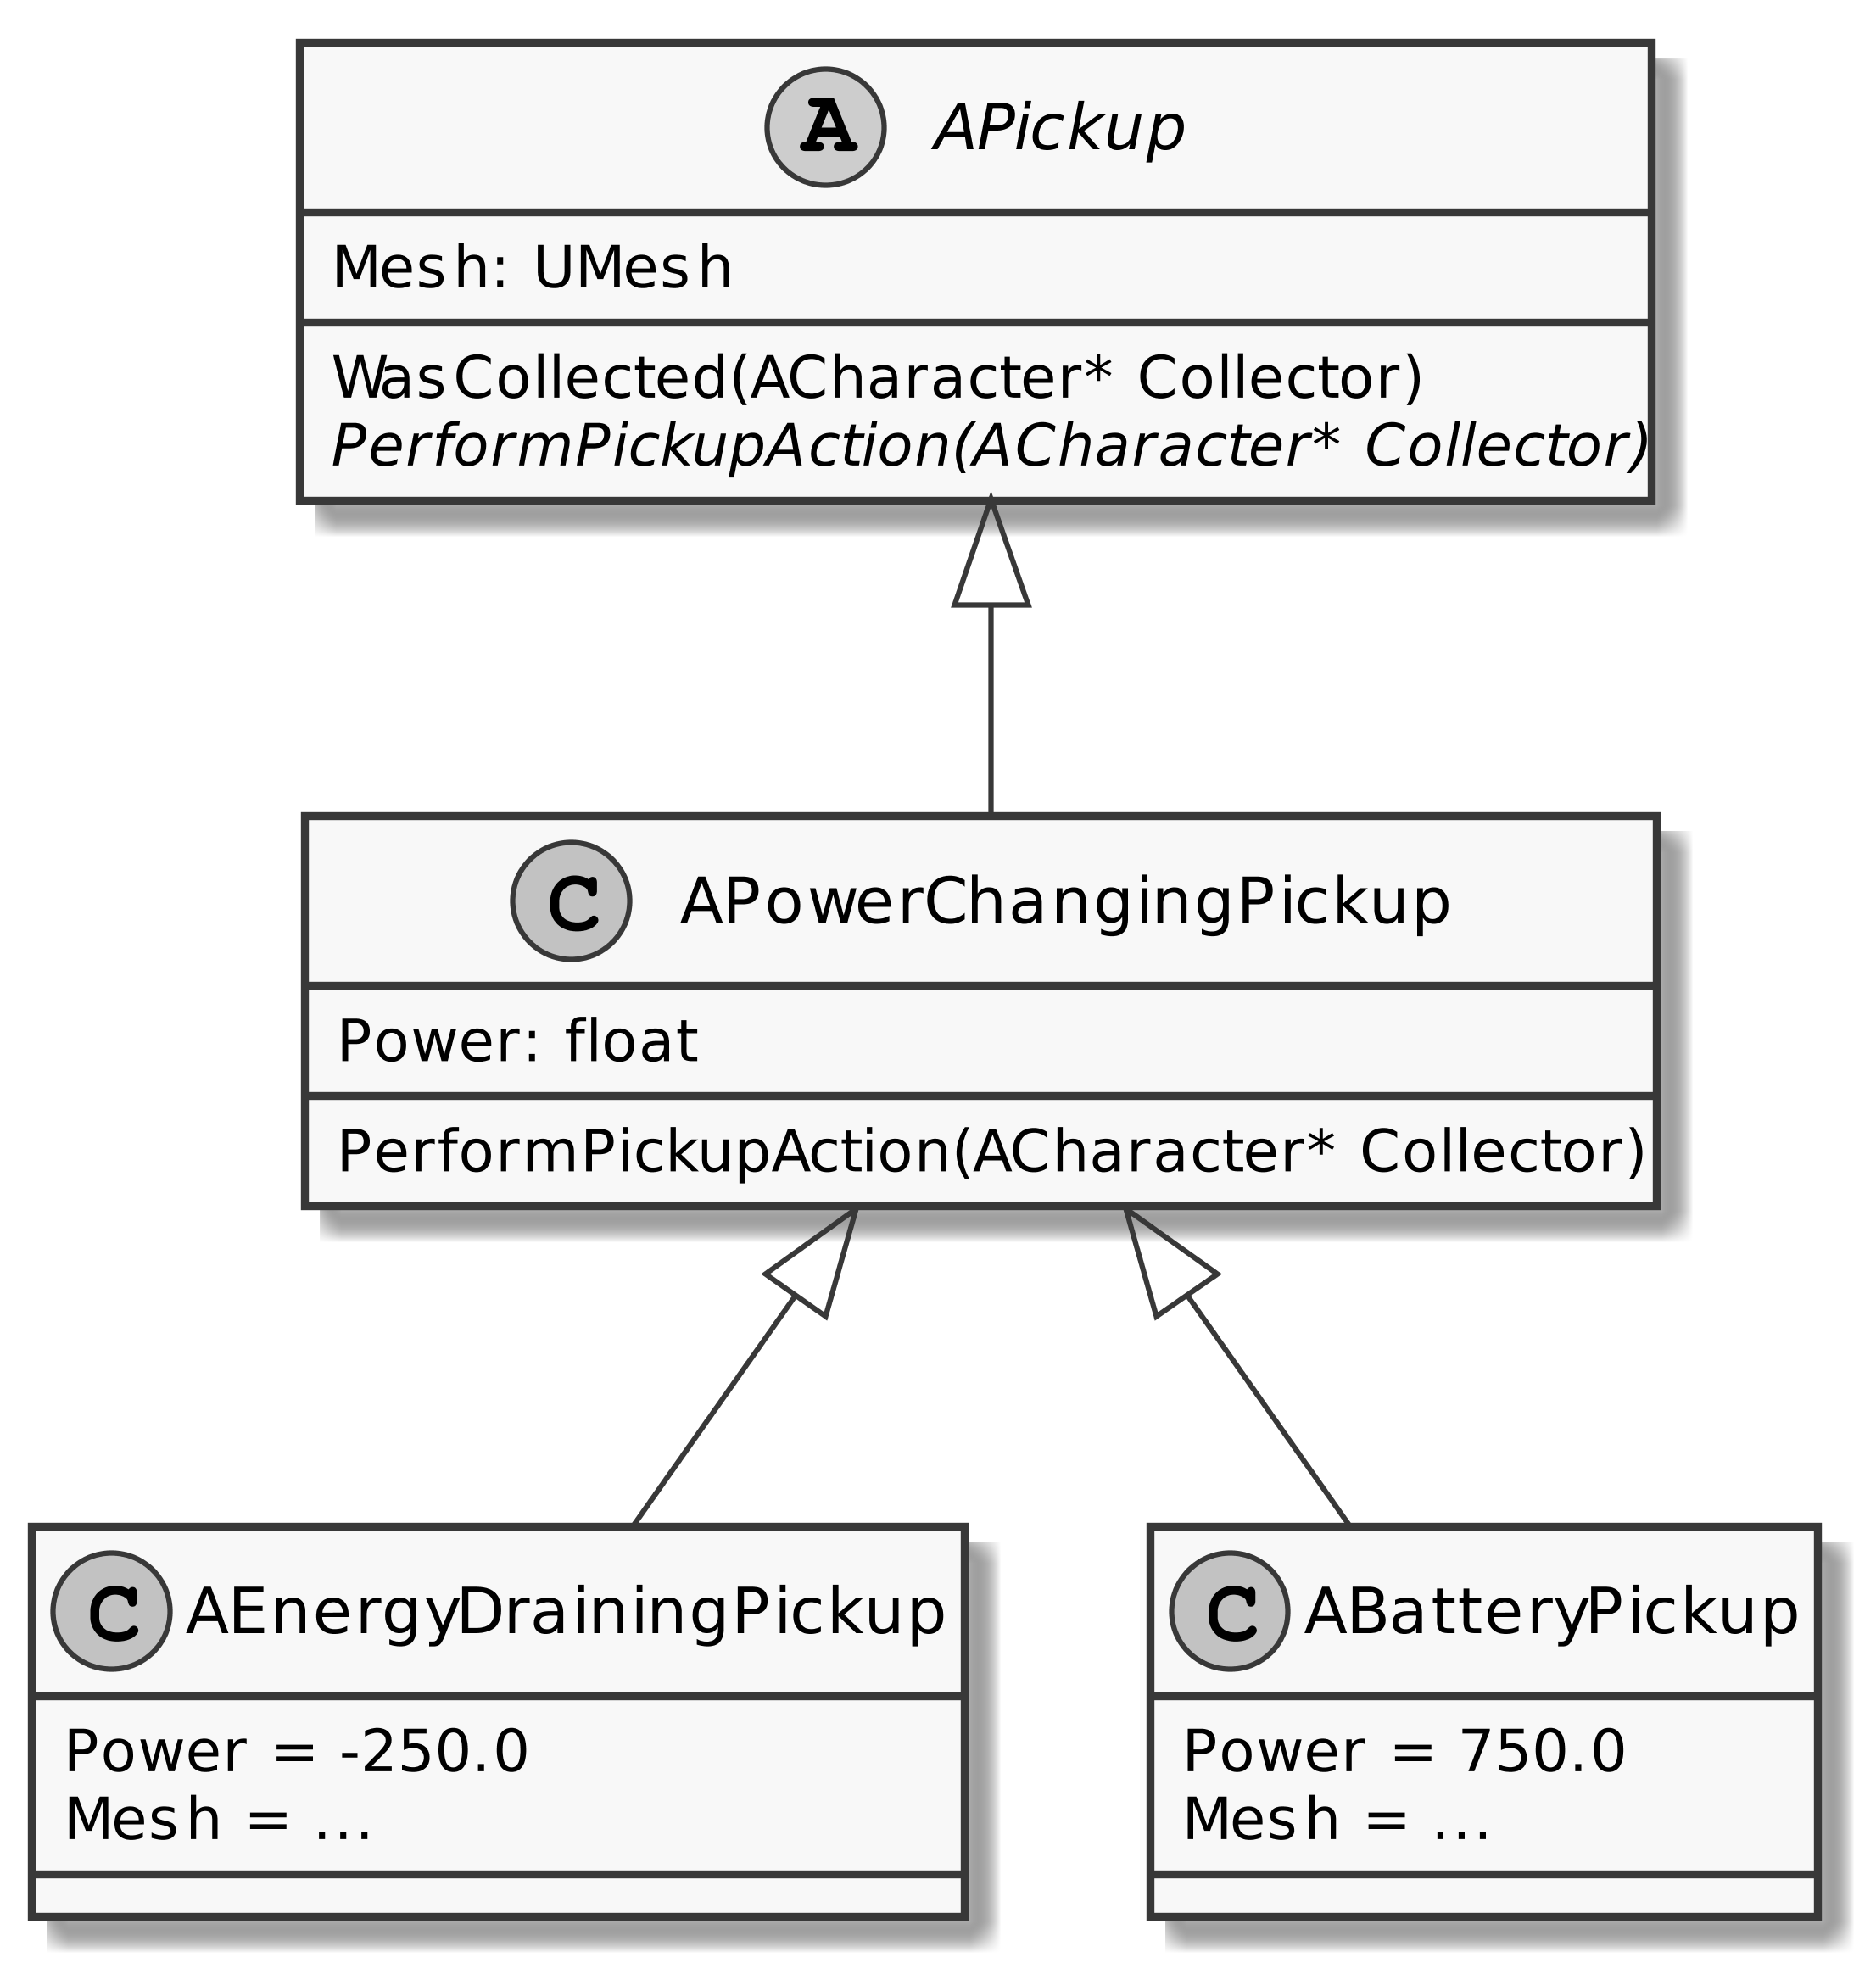 A APickup
Mesh: UMesh
WasCollected(ACharacter* Collector)
PerformPickupAction(ACharacter* Collector)
C APowerChangingPickup
Power: float
PerformPickupAction(ACharacter* Collector)
C AEnergyDrainingPickup
Power = -250.0
Mesh = ...
C ABatteryPickup
Power = 750.0
Mesh = ...